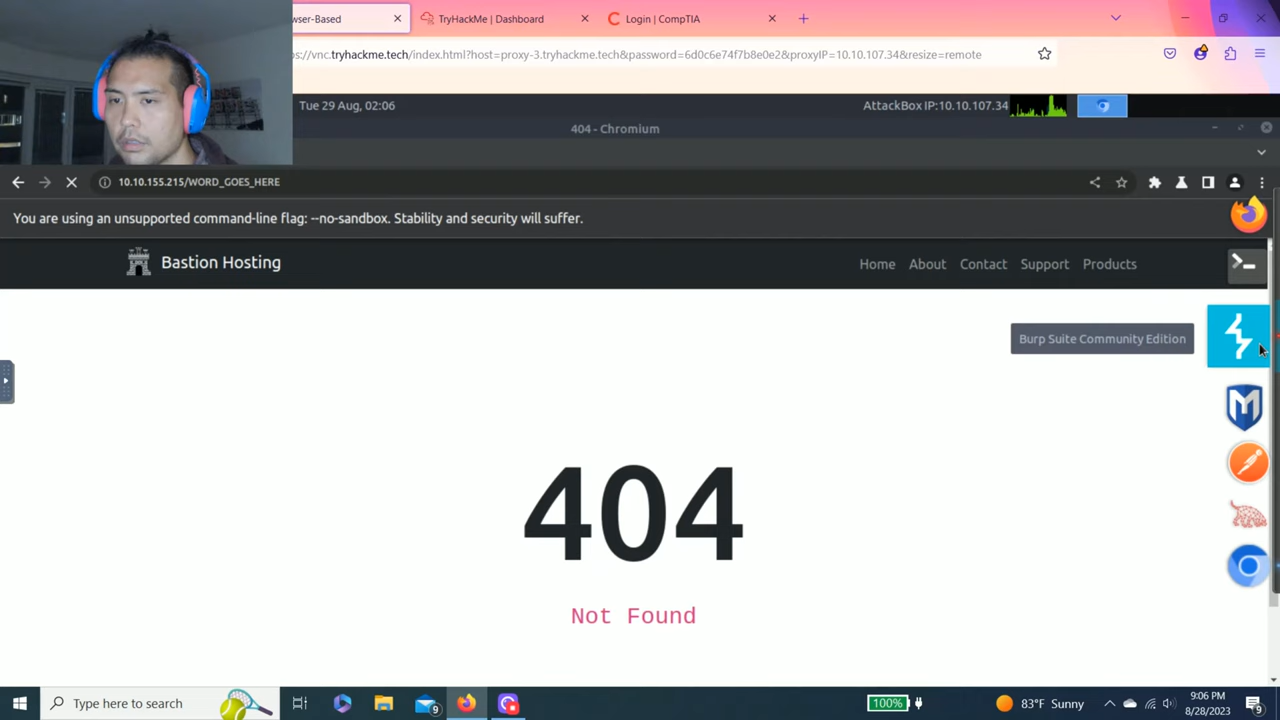 wser-Based
TryHackMe | Dashboard
Login | CompTIA
s://vnc.tryhackme.tech/index.html?host=proxy-3.tryhackme.tech&password=6d0c6e74f7b8e0e2&proxyIP=10.10.107.34&resize=remote
Tue 29 Aug, 02:06
AttackBox IP:10.10.107.34
404 - Chromium
10.10.155.215/WORD_GOES_HERE
You are using an unsupported command-line flag: --no-sandbox. Stability and security will suffer.
Bastion Hosting
Home About Contact Support Products
Burp Suite Community Edition
404
Not Found
Type here to search
9
100%
83°F Sunny
9:06 PM
8/28/2023
9